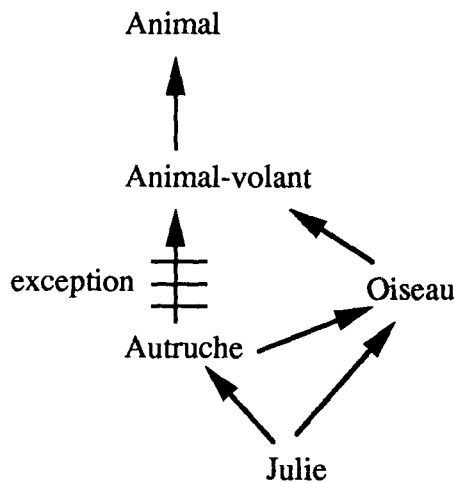 Animal
Animal-volant
exception
Oiseau
Autruche
Julie